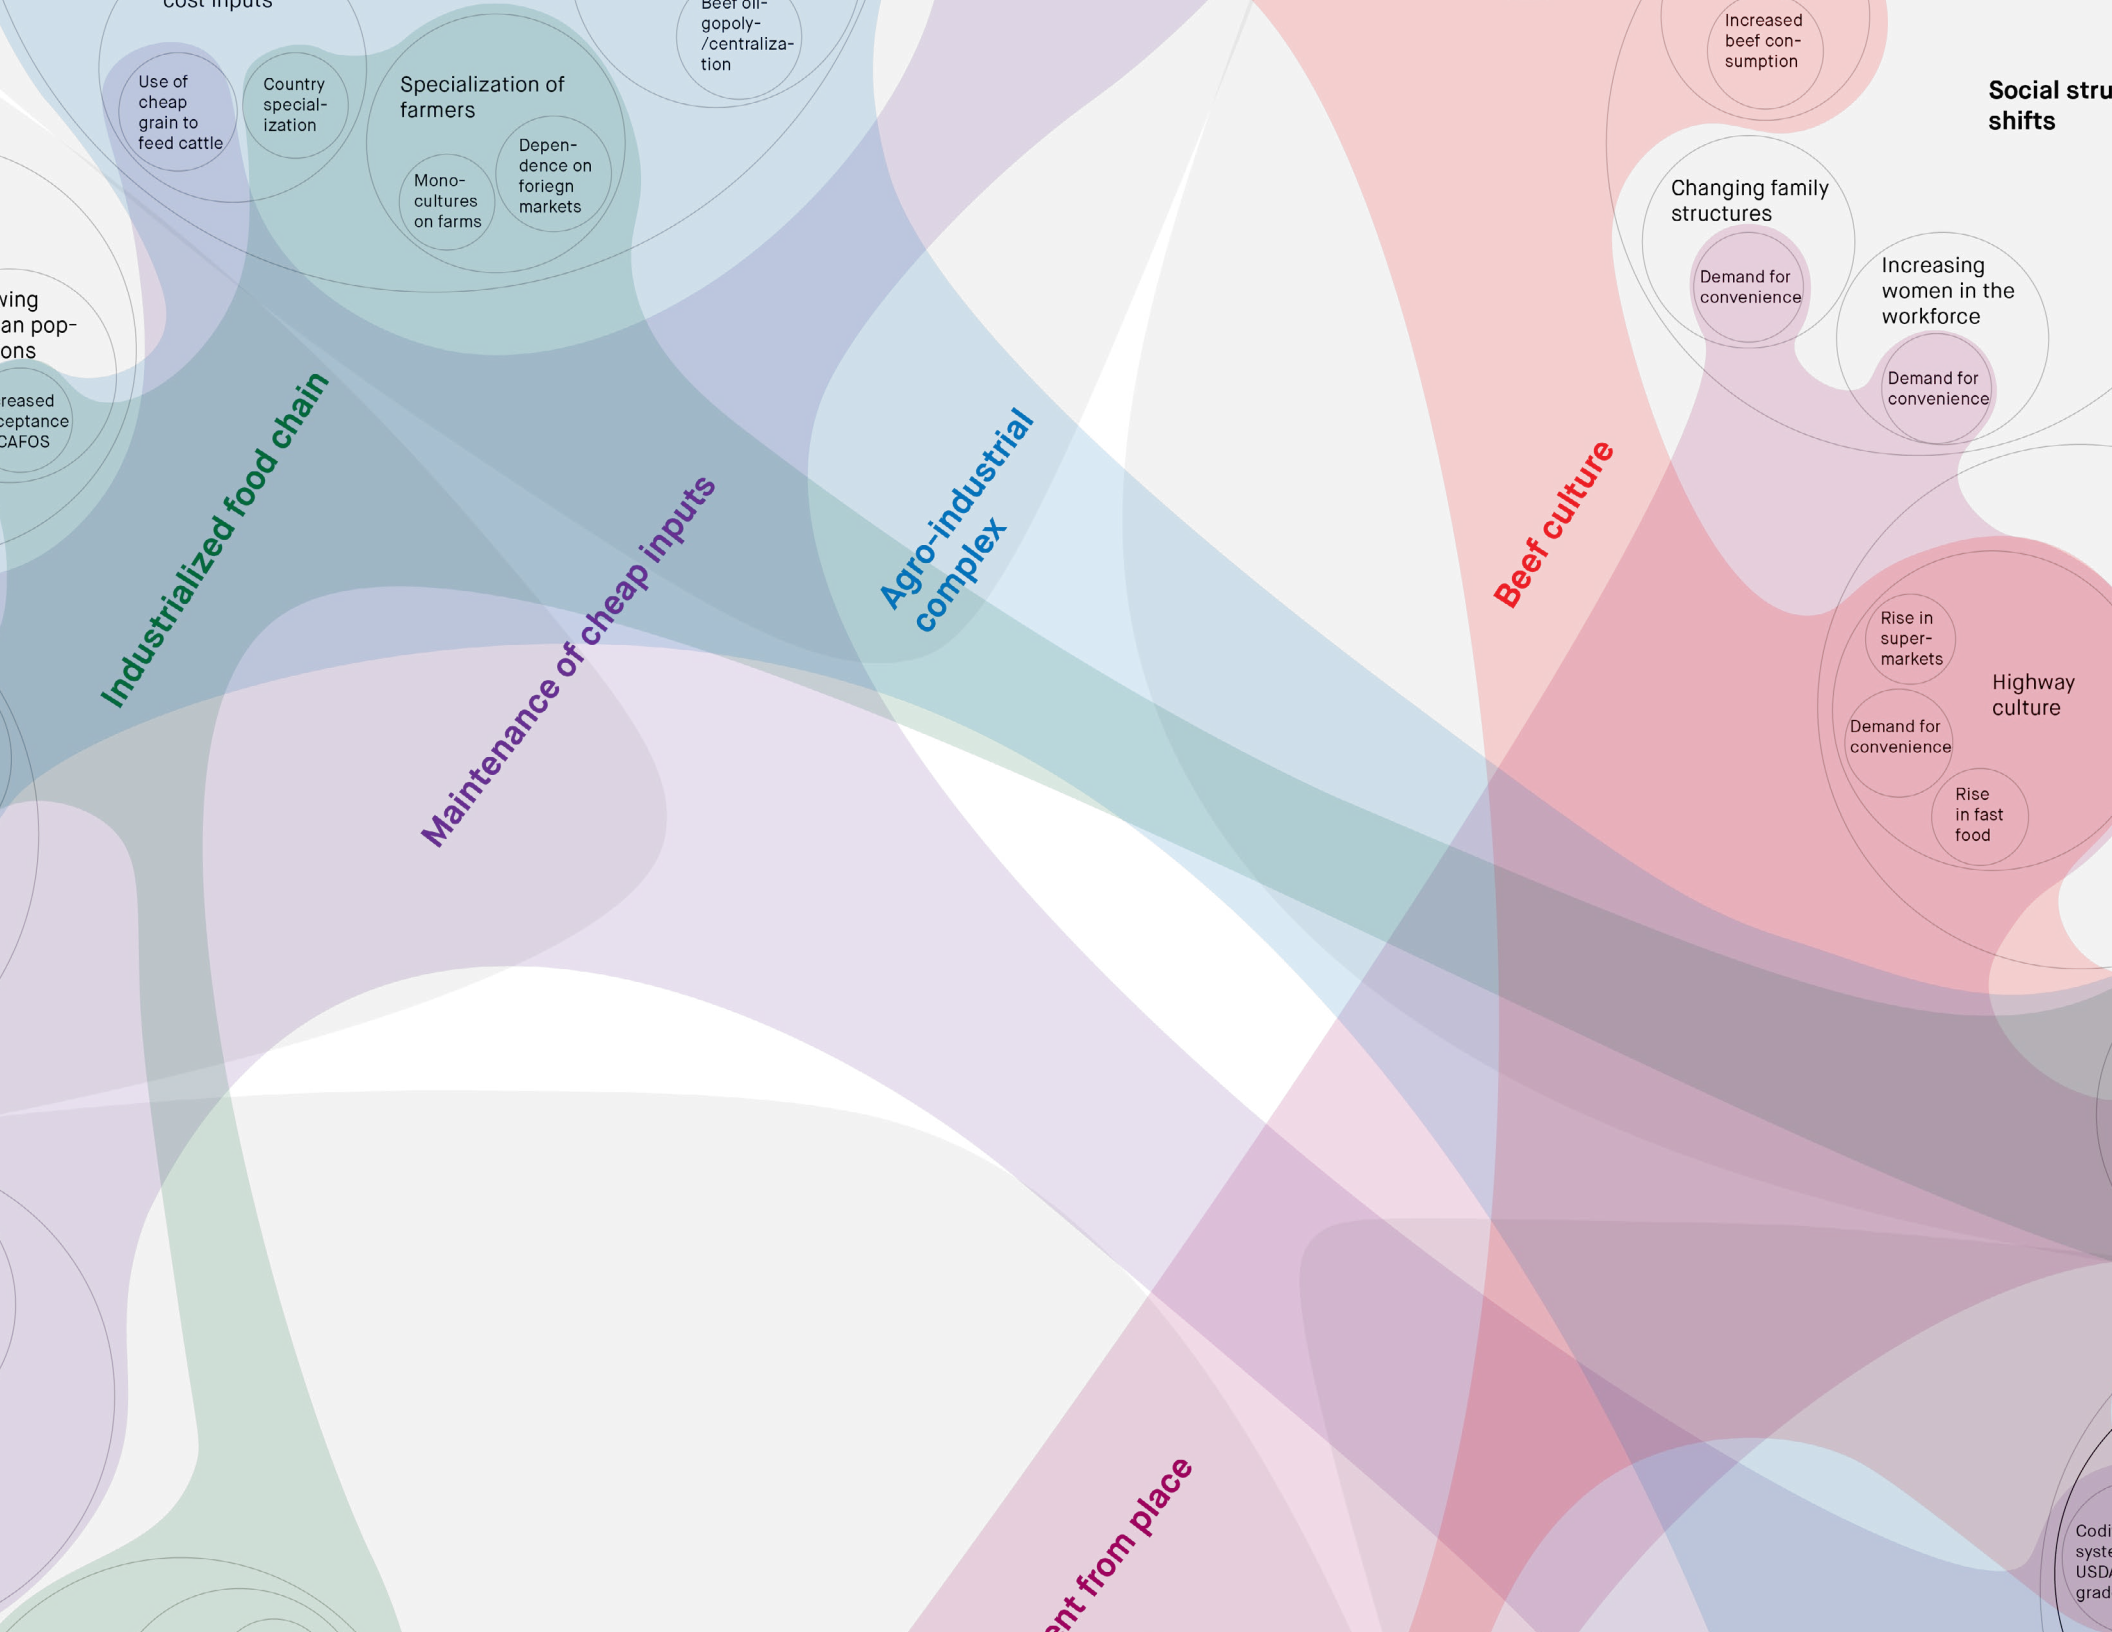 cost inputs
Beef oli-
gopoly-
/centraliza-
tion
Use of
cheap
grain to
feed cattle
Country
special-
ization
Specialization of
farmers
Mono-
cultures
on farms
Depen-
dence on
foriegn
markets
Increased
beef con-
sumption
Social stru
shifts
Changing family
structures
Demand for
convenience
Increasing
women in the
workforce
Demand for
convenience
wing
an pop-
ons
reased
ceptance
CAFOS
Industrialized food chain
Maintenance of cheap inputs
Agro-industrial
complex
Beef culture
Rise in
super-
markets
Highway
culture
Demand for
convenience
Rise
in fast
food
ent from place
Codi
syste
USDA
grad